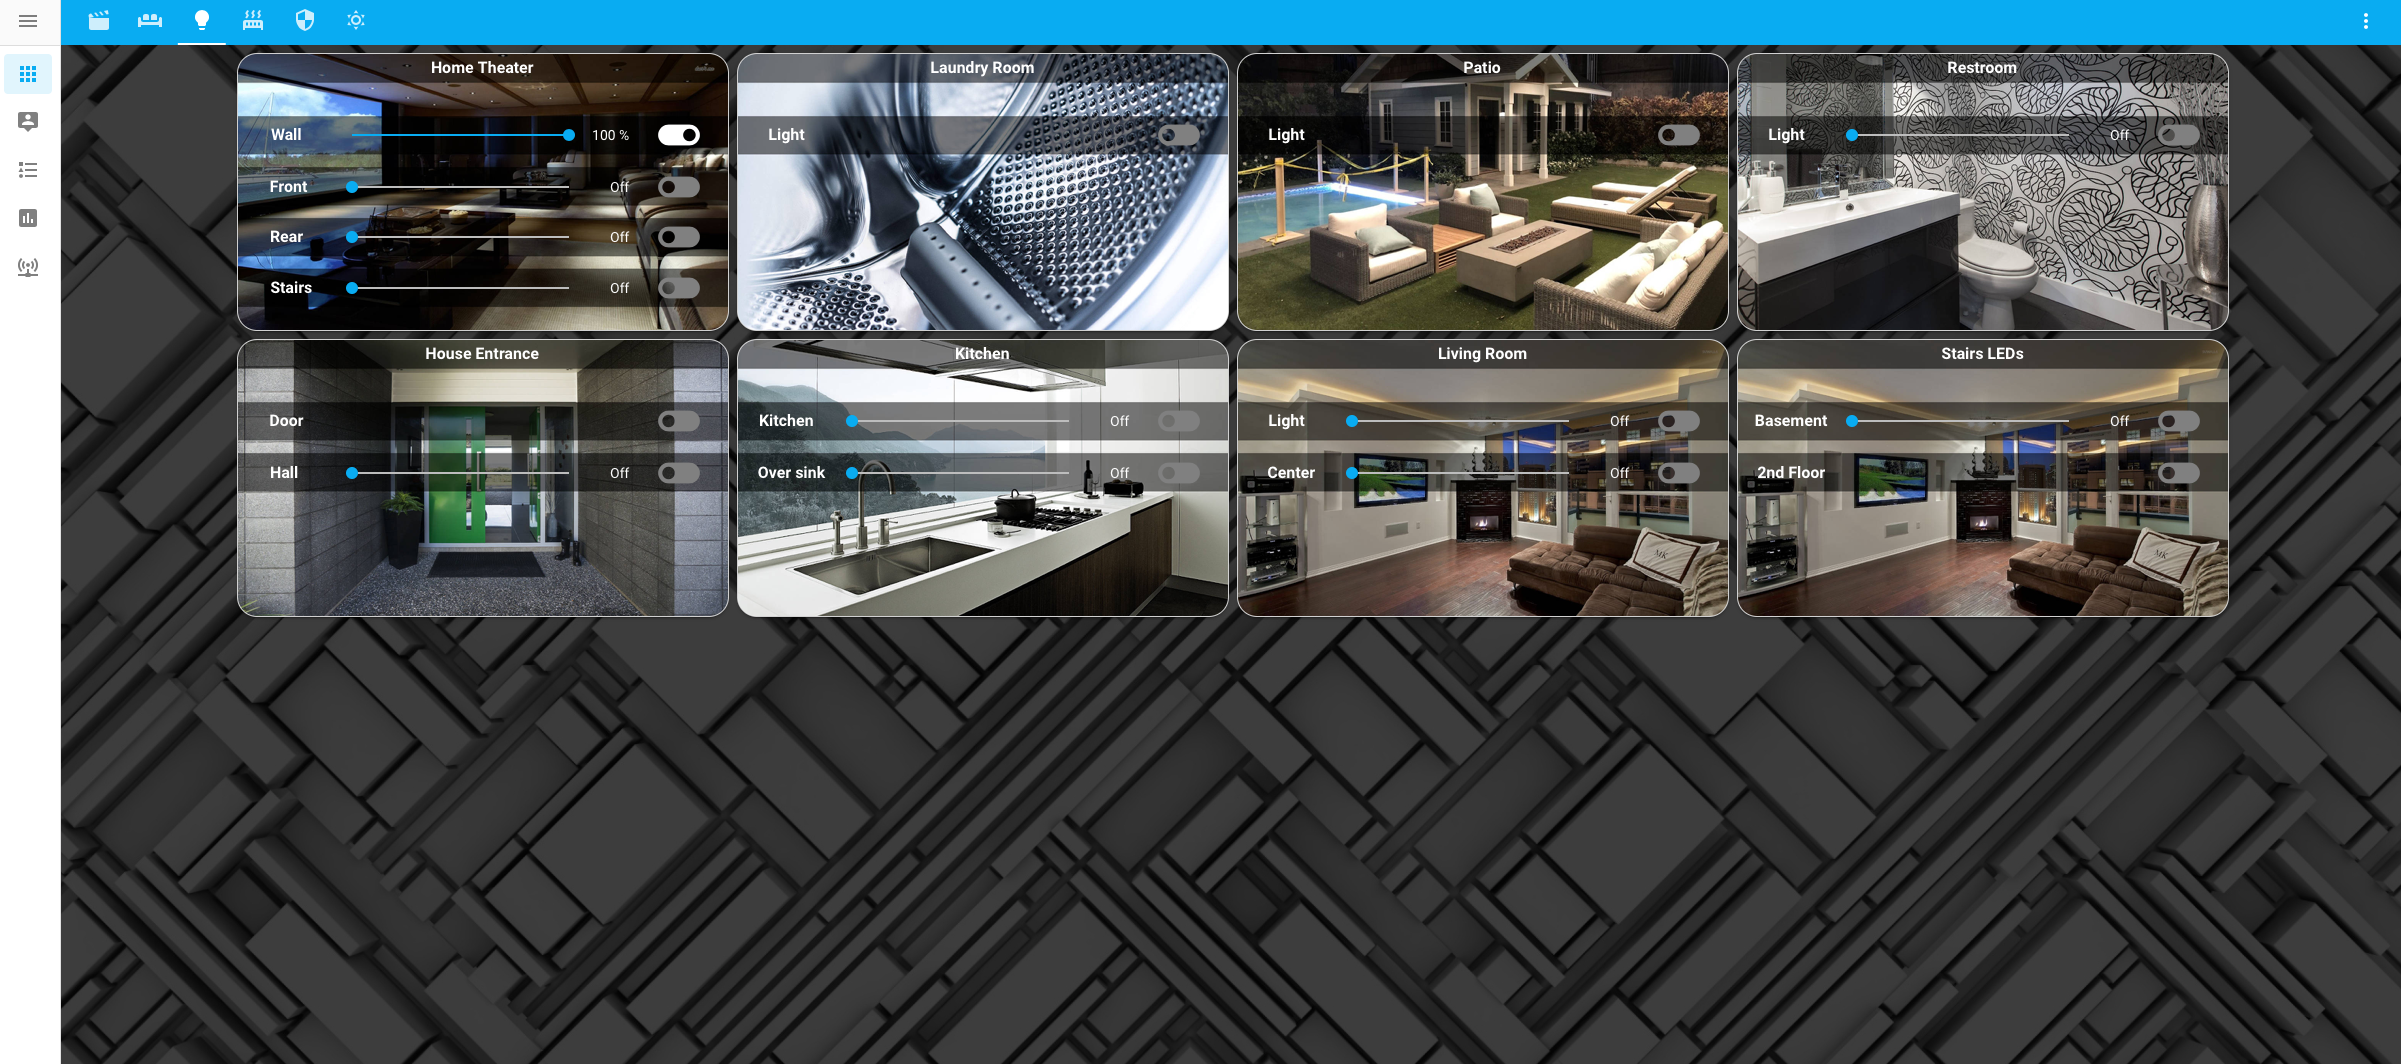 Home Theater
Wall 100 %
Front Off
Rear Off
Stairs Off
Laundry Room
Light
Patio
Light
Restroom
Light Off
House Entrance
Door
Hall Off
Kitchen
Kitchen Off
Over sink Off
Living Room
Light Off
Center Off
MK
Stairs LEDs
Basement Off
2nd Floor
MK